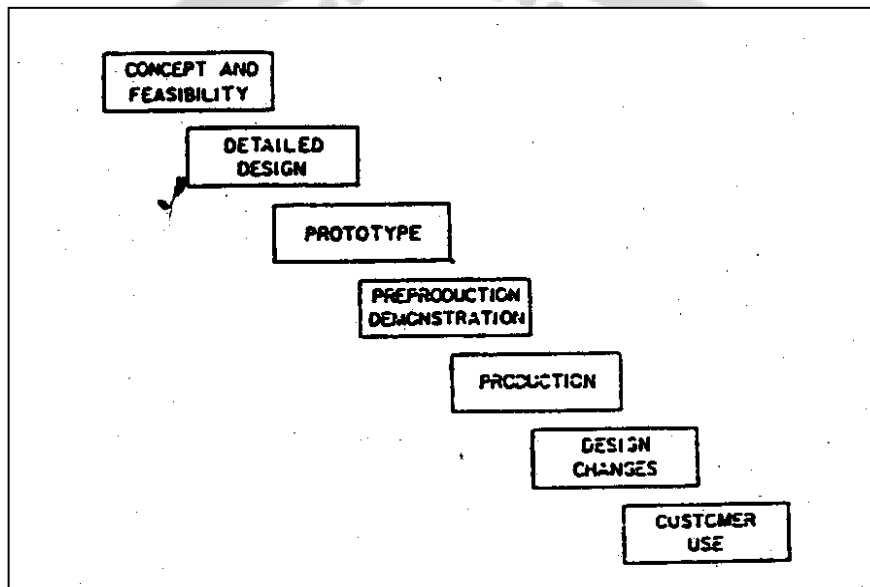 CONCEPT AND
FEASIBILITY
DETAILED
DESIGN
PROTOTYPE
PREPRODUCTION
DEMONSTRATION
PRODUCTION
DESIGN
CHANGES
CUSTOMER
USE